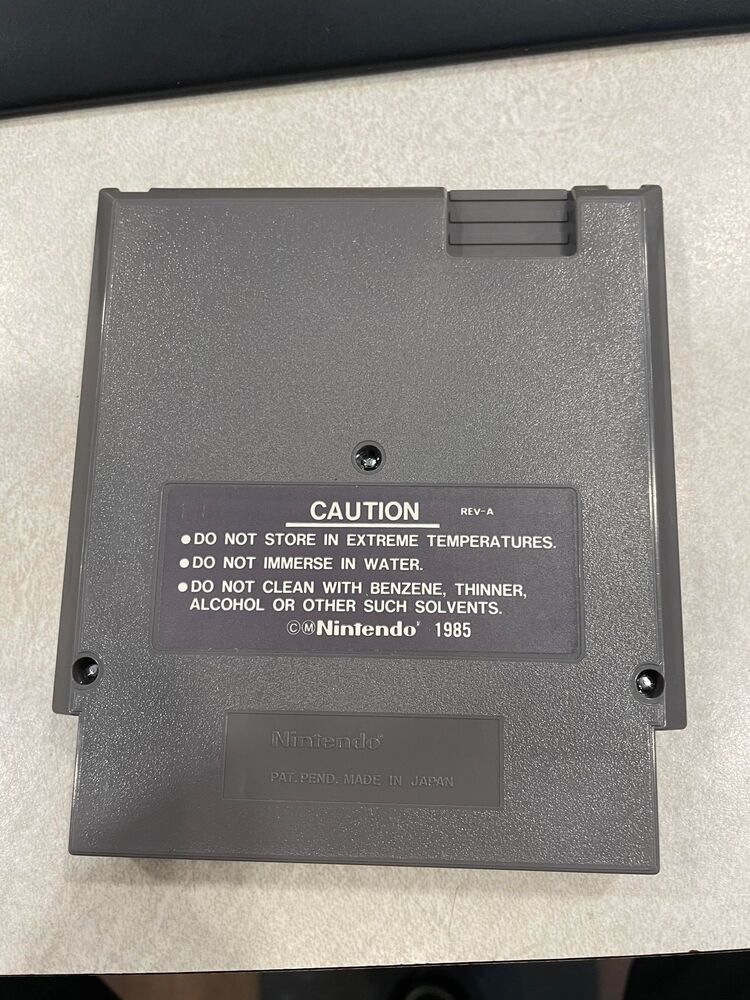 CAUTION REV-A
●DO NOT STORE IN EXTREME TEMPERATURES.
●DO NOT IMMERSE IN WATER.
●DO NOT CLEAN WITH BENZENE, THINNER,
ALCOHOL OR OTHER SUCH SOLVENTS.
©ⓂNintendo® 1985
Nintendo®
PAT. PEND. MADE IN JAPAN